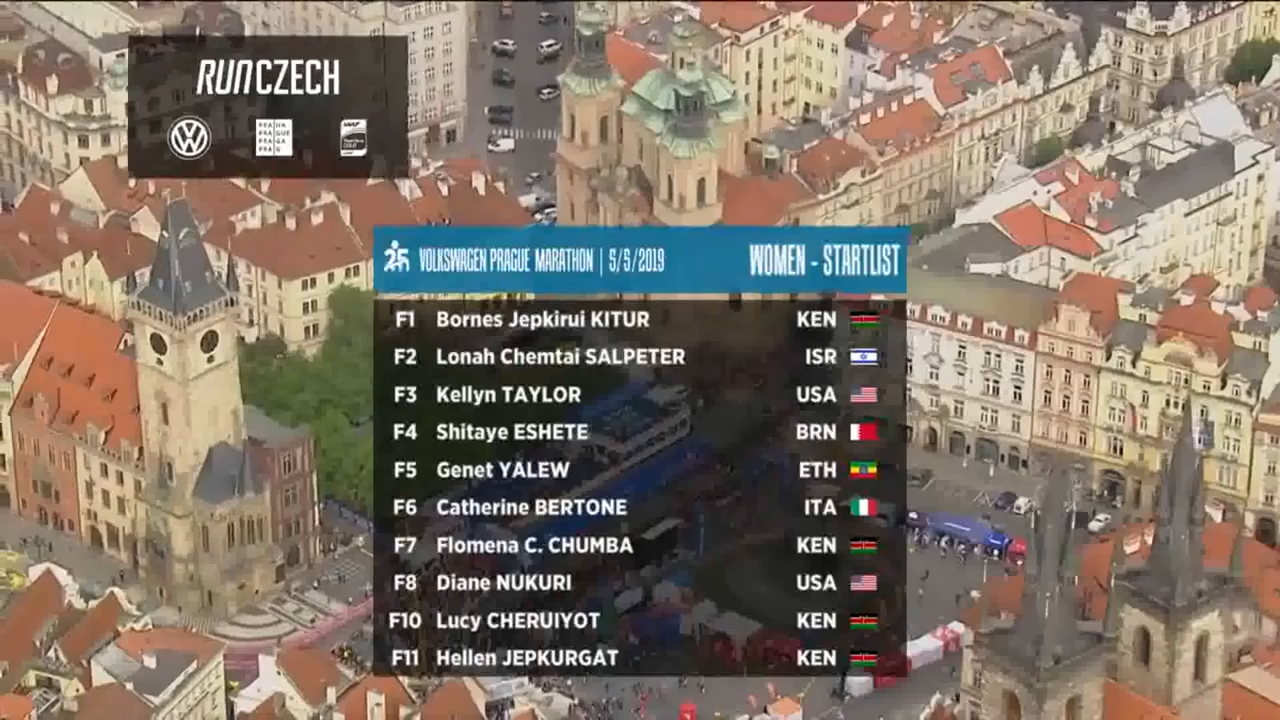 RUNCZECH
PRA HA
PRA GUE
PRA GA
PRA G
VOLKSWAGEN PRAGUE MARATHON | 5/5/2019 WOMEN - STARTLIST
F1 Bornes Jepkirui KITUR KEN
F2 Lonah Chemtai SALPETER ISR
F3 Kellyn TAYLOR USA
F4 Shitaye ESHETE BRN
F5 Genet YALEW ETH
F6 Catherine BERTONE ITA
F7 Flomena C. CHUMBA KEN
F8 Diane NUKURI USA
F10 Lucy CHERUIYOT KEN
F11 Hellen JEPKURGAT KEN